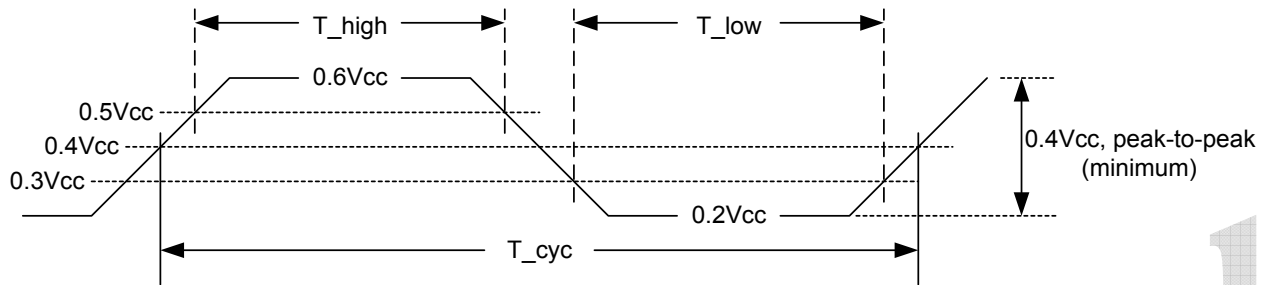 T_high
T_low
0.6Vcc
0.5Vcc
0.4Vcc
0.4Vcc, peak-to-peak
(minimum)
0.3Vcc
0.2Vcc
T_cyc
1